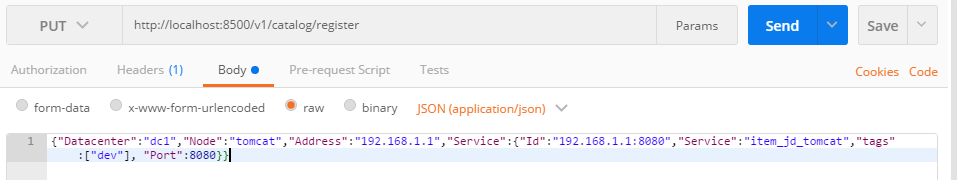 PUT http://localhost:8500/v1/catalog/register Params Send Save
Authorization Headers (1) Body Pre-request Script Tests Cookies Code
form-data x-www-form-urlencoded raw binary JSON (application/json)
1 {"Datacenter":"dc1","Node":"tomcat","Address":"192.168.1.1","Service":{"Id":"192.168.1.1:8080","Service":"item_jd_tomcat","tags"
:["dev"], "Port":8080}}